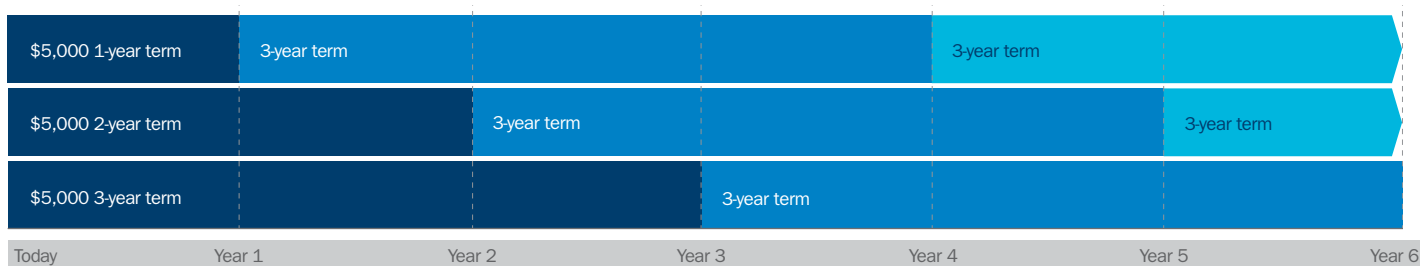 $5,000 1-year term 3-year term 3-year term
$5,000 2-year term 3-year term 3-year term
$5,000 3-year term 3-year term
Today Year 1 Year 2 Year 3 Year 4 Year 5 Year 6